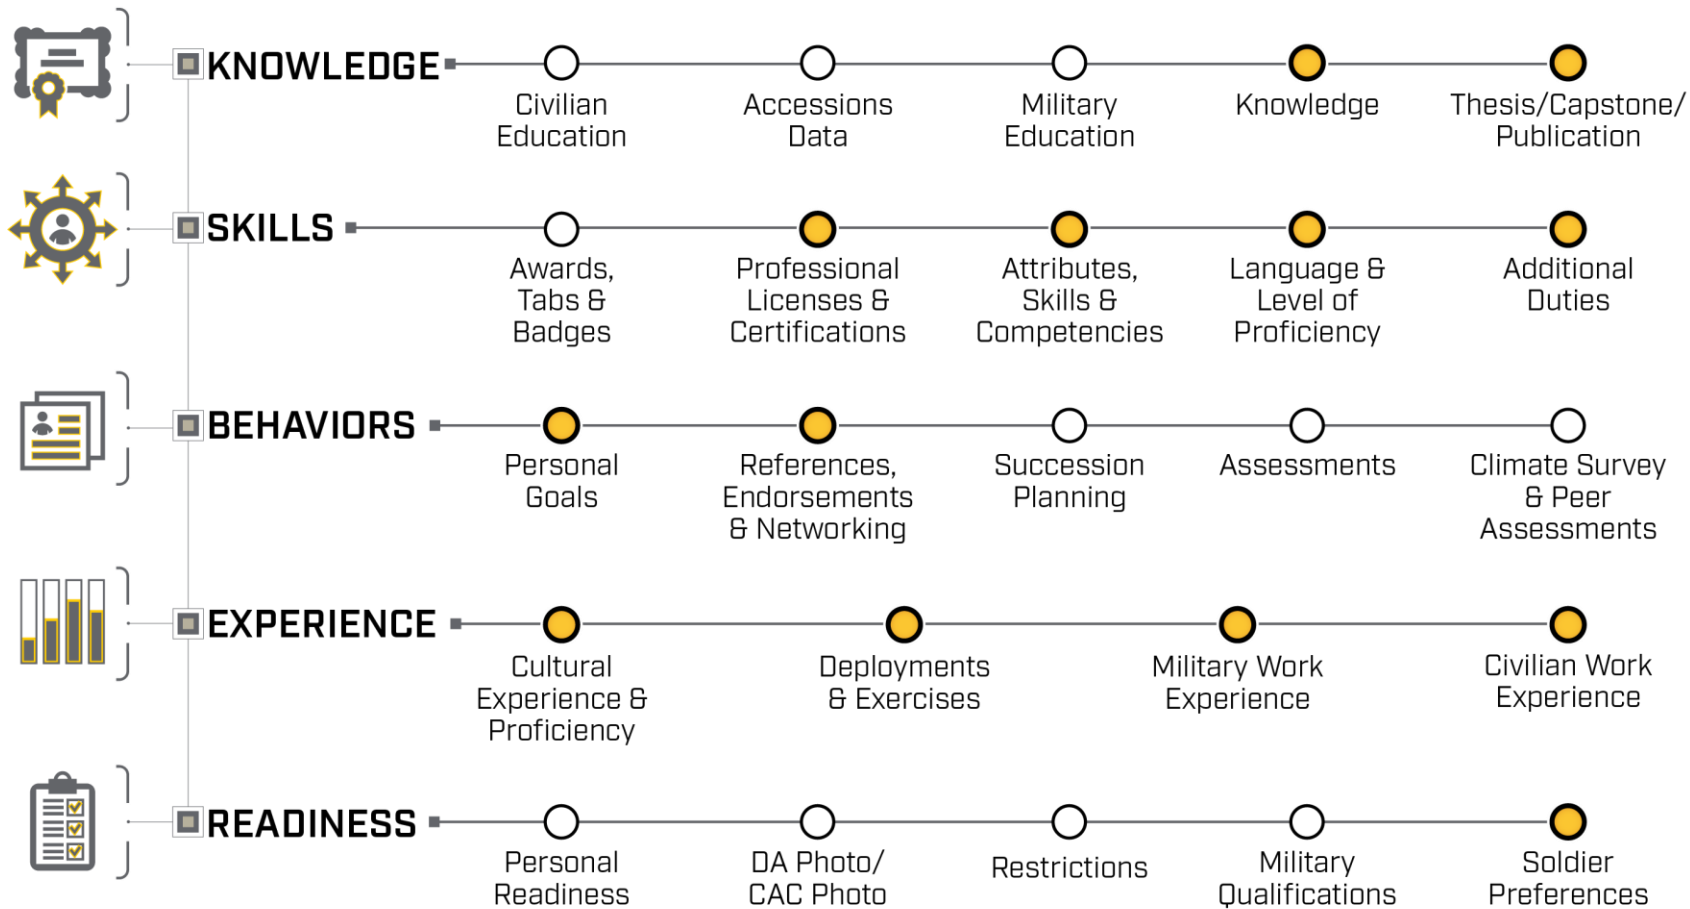 KNOWLEDGE
Civilian
Education
Accessions
Data
Military
Education
Knowledge
Thesis/Capstone/
Publication
SKILLS
Awards,
Tabs &
Badges
Professional
Licenses &
Certifications
Attributes,
Skills &
Competencies
Language &
Level of
Proficiency
Additional
Duties
BEHAVIORS
Personal
Goals
References,
Endorsements
& Networking
Succession
Planning
Assessments
Climate Survey
& Peer
Assessments
EXPERIENCE
Cultural
Experience &
Proficiency
Deployments
& Exercises
Military Work
Experience
Civilian Work
Experience
READINESS
Personal
Readiness
DA Photo/
CAC Photo
Restrictions
Military
Qualifications
Soldier
Preferences